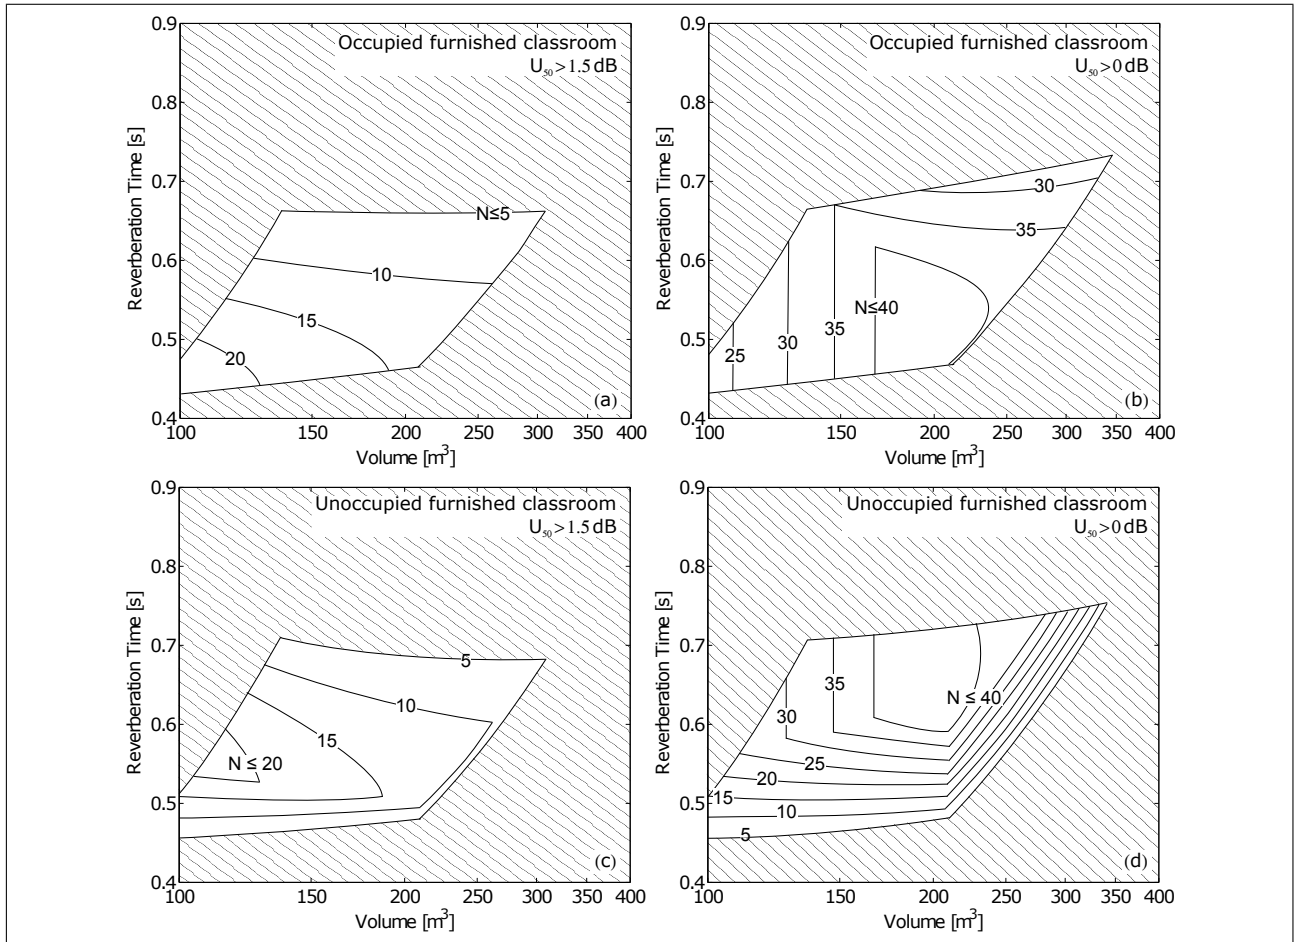 0.9
0.8
0.7
0.6
0.5
0.4
Reverberation Time [s]
Occupied furnished classroom
U₅₀>1.5 dB
N≤5
10
15
20
(a)
100
150
200
250
300
350
400
Volume [m³]
0.9
0.8
0.7
0.6
0.5
0.4
Reverberation Time [s]
Occupied furnished classroom
U₅₀>0 dB
30
35
N≤40
35
30
25
(b)
100
150
200
250
300
350
400
Volume [m³]
0.9
0.8
0.7
0.6
0.5
0.4
Reverberation Time [s]
Unoccupied furnished classroom
U₅₀>1.5 dB
5
10
15
N ≤ 20
(c)
100
150
200
250
300
350
400
Volume [m³]
0.9
0.8
0.7
0.6
0.5
0.4
Reverberation Time [s]
Unoccupied furnished classroom
U₅₀>0 dB
35
N ≤ 40
30
25
20
15
10
5
(d)
100
150
200
250
300
350
400
Volume [m³]